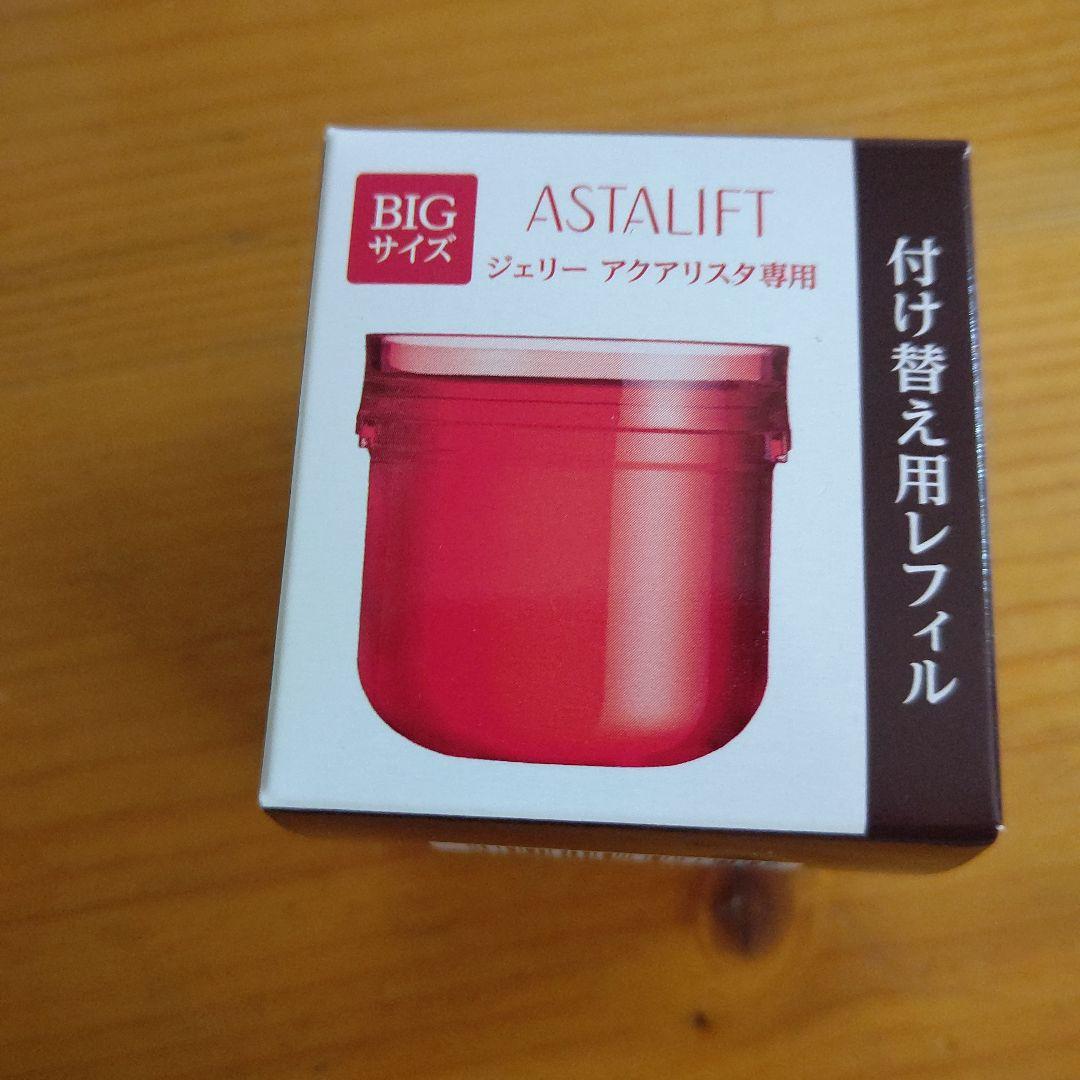 BIG
サイズ
ASTALIFT
ジェリー アクアリスタ専用
付け替え用レフィル